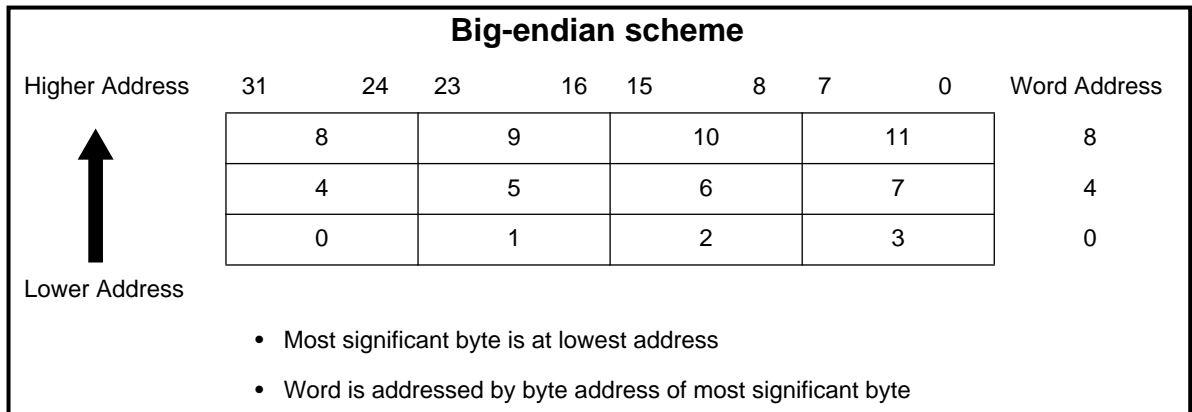 Big-endian scheme
Higher Address 31 24 23 16 15 8 7 0 Word Address
8 9 10 11 8
4 5 6 7 4
0 1 2 3 0
Lower Address
• Most significant byte is at lowest address
• Word is addressed by byte address of most significant byte